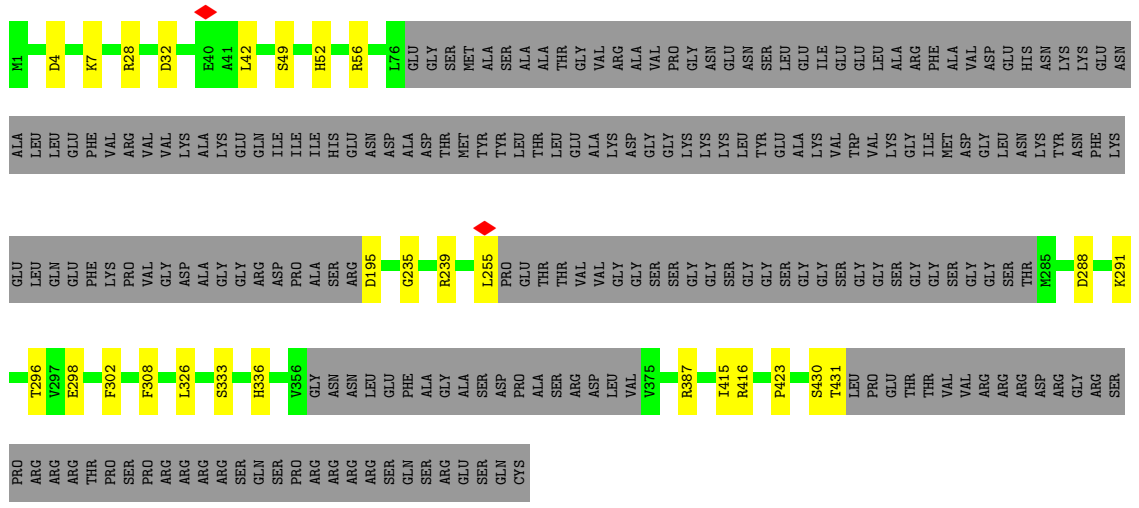 M1 D4 K7 R28 D32 E40 A41 L42 S49 H52 R56 L76 GLU GLY SER MET ALA SER ALA ALA THR GLY VAL ARG ALA VAL PRO GLY ASN GLU ASN SER LEU GLU ILE GLU GLU LEU ALA ARG PHE ALA VAL ASP GLU HIS ASN LYS LYS GLU ASN
ALA LEU LEU GLU PHE VAL ARG VAL VAL LYS ALA LYS GLU GLN ILE ILE ILE HIS GLU ASN ASP ALA ASP THR MET TYR TYR LEU THR LEU GLU ALA LYS ASP GLY GLY LYS LYS LYS LEU TYR GLU ALA LYS VAL TRP VAL LYS GLY ILE MET ASP GLY LEU ASN LYS TYR ASN PHE LYS
GLU LEU GLN GLU PHE LYS PRO VAL GLY ASP ALA GLY GLY ARG ASP PRO ALA SER ARG D195 G235 R239 L255 PRO GLU THR THR VAL VAL GLY GLY SER SER GLY GLY SER GLY GLY SER GLY GLY SER GLY GLY SER GLY GLY SER THR M285 D288 K291
T296 V297 E298 F302 F308 L326 S333 H336 V356 GLY ASN ASN LEU GLU PHE ALA GLY ALA SER ASP PRO ALA SER ARG ASP LEU VAL V375 R387 I415 R416 P423 S430 T431 LEU PRO GLU THR THR VAL VAL ARG ARG ARG ASP ARG GLY ARG SER
PRO ARG ARG ARG THR PRO SER PRO ARG ARG ARG ARG SER GLN SER PRO ARG ARG ARG ARG SER GLN SER ARG GLU SER GLN CYS